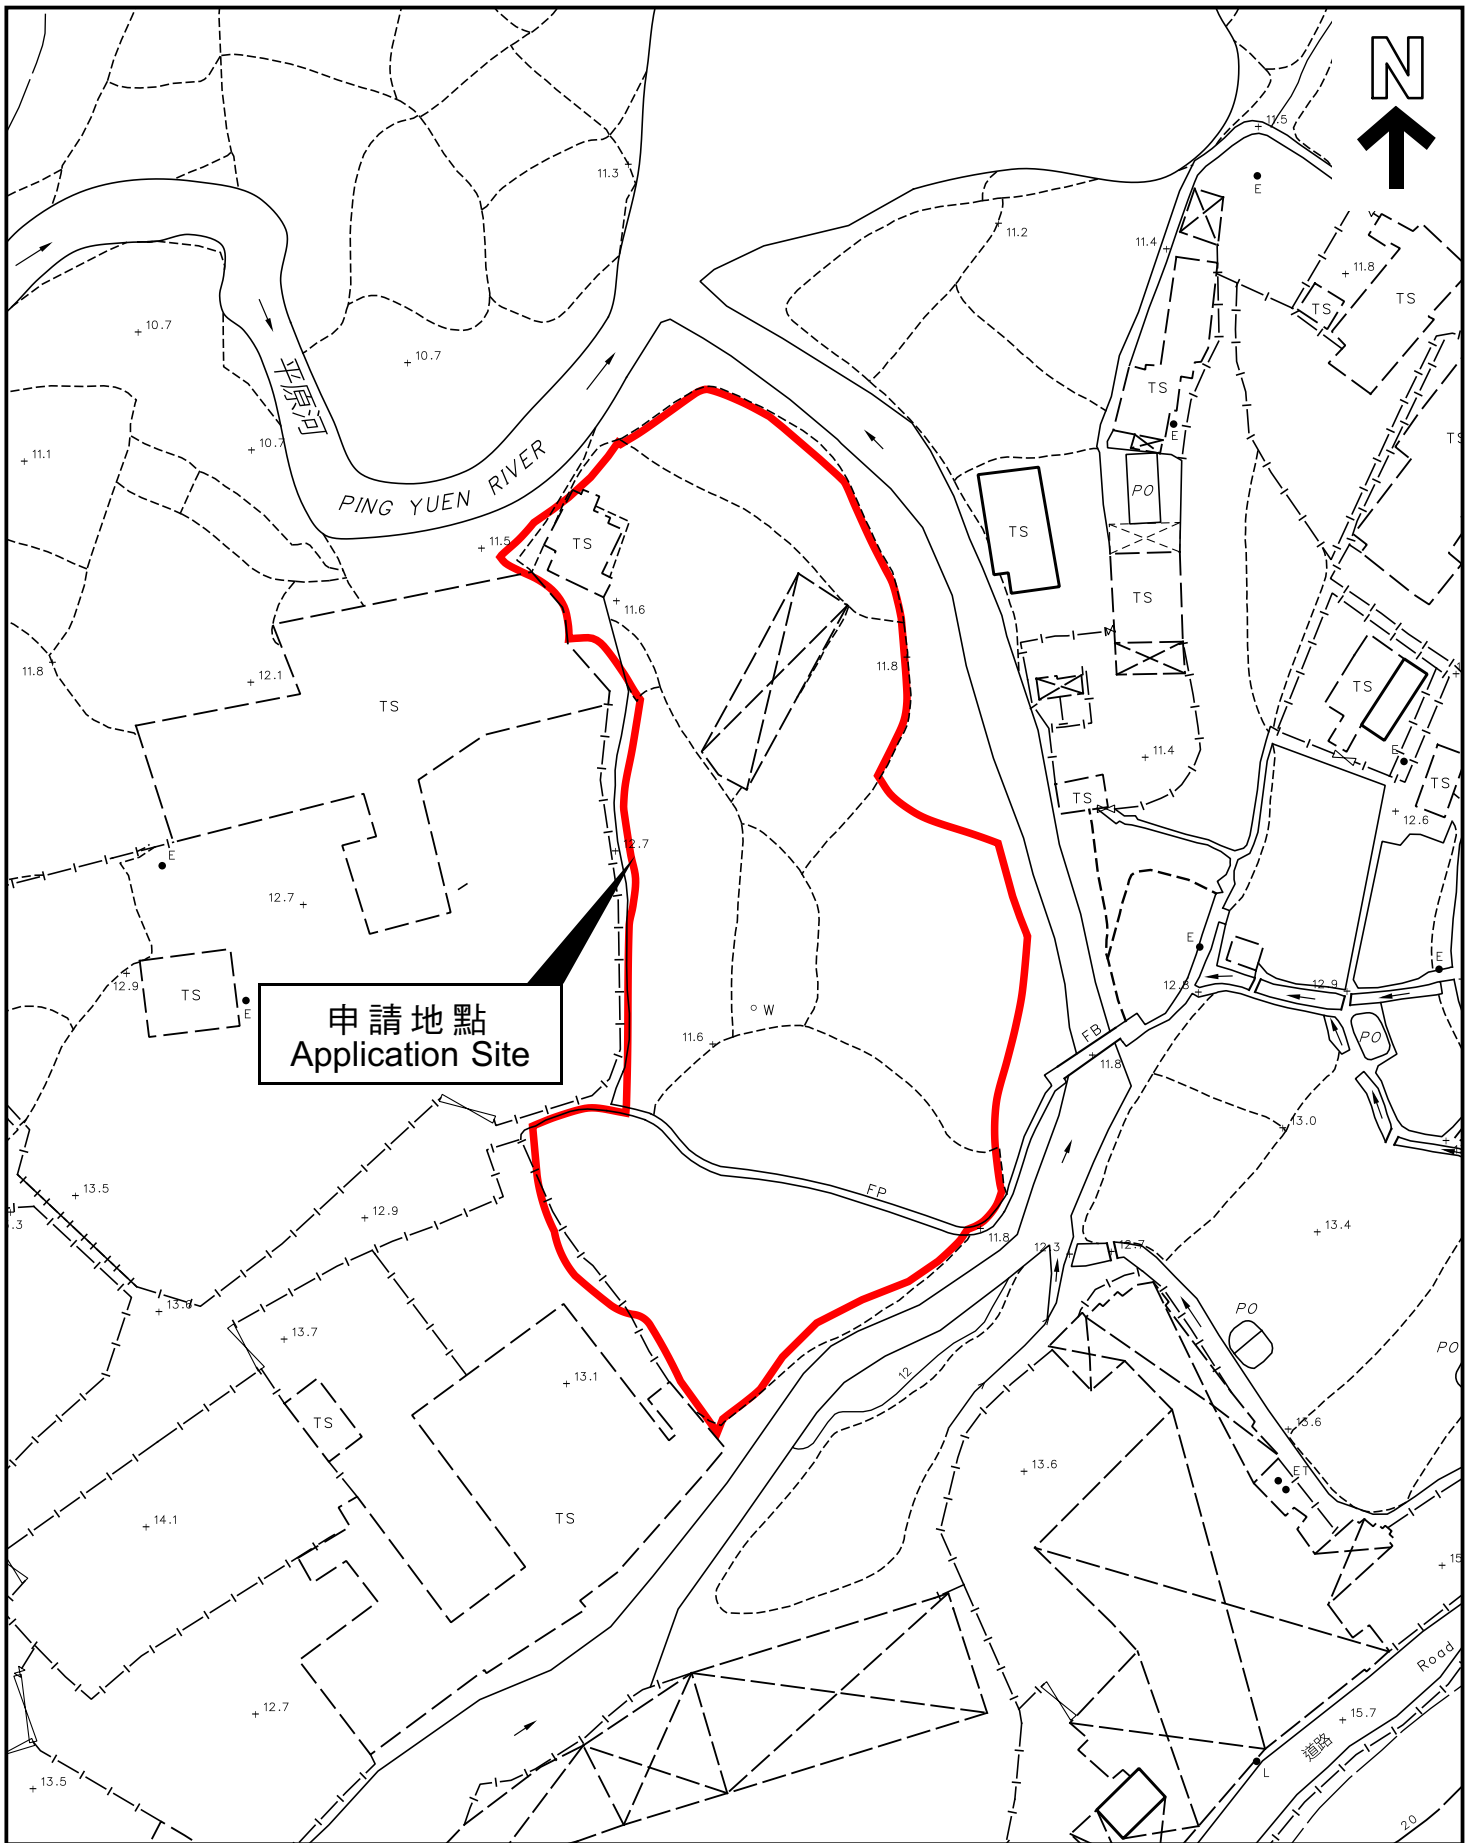 N
11.5
E
11.3
11.2
11.4
11.8
TS
TS
10.7
10.7
平原河
TS
E
11.1
10.7
PING YUEN RIVER
PO
TS
11.5
TS
TS
11.6
11.8
11.8
12.1
TS
TS
11.4
E
TS
TS
12.6
12.7
E
12.7
E
E
12.9
TS
E
12.8
12.9
申請地點
Application Site
W
11.6
FB
11.8
PO
13.0
13.5
FP
12.9
11.8
12.3
12.7
13.4
13.6
13.7
PO
PO
12
13.1
TS
13.6
13.6
ET
14.1
TS
15
12.7
Road
15.7
道路
L
13.5
20